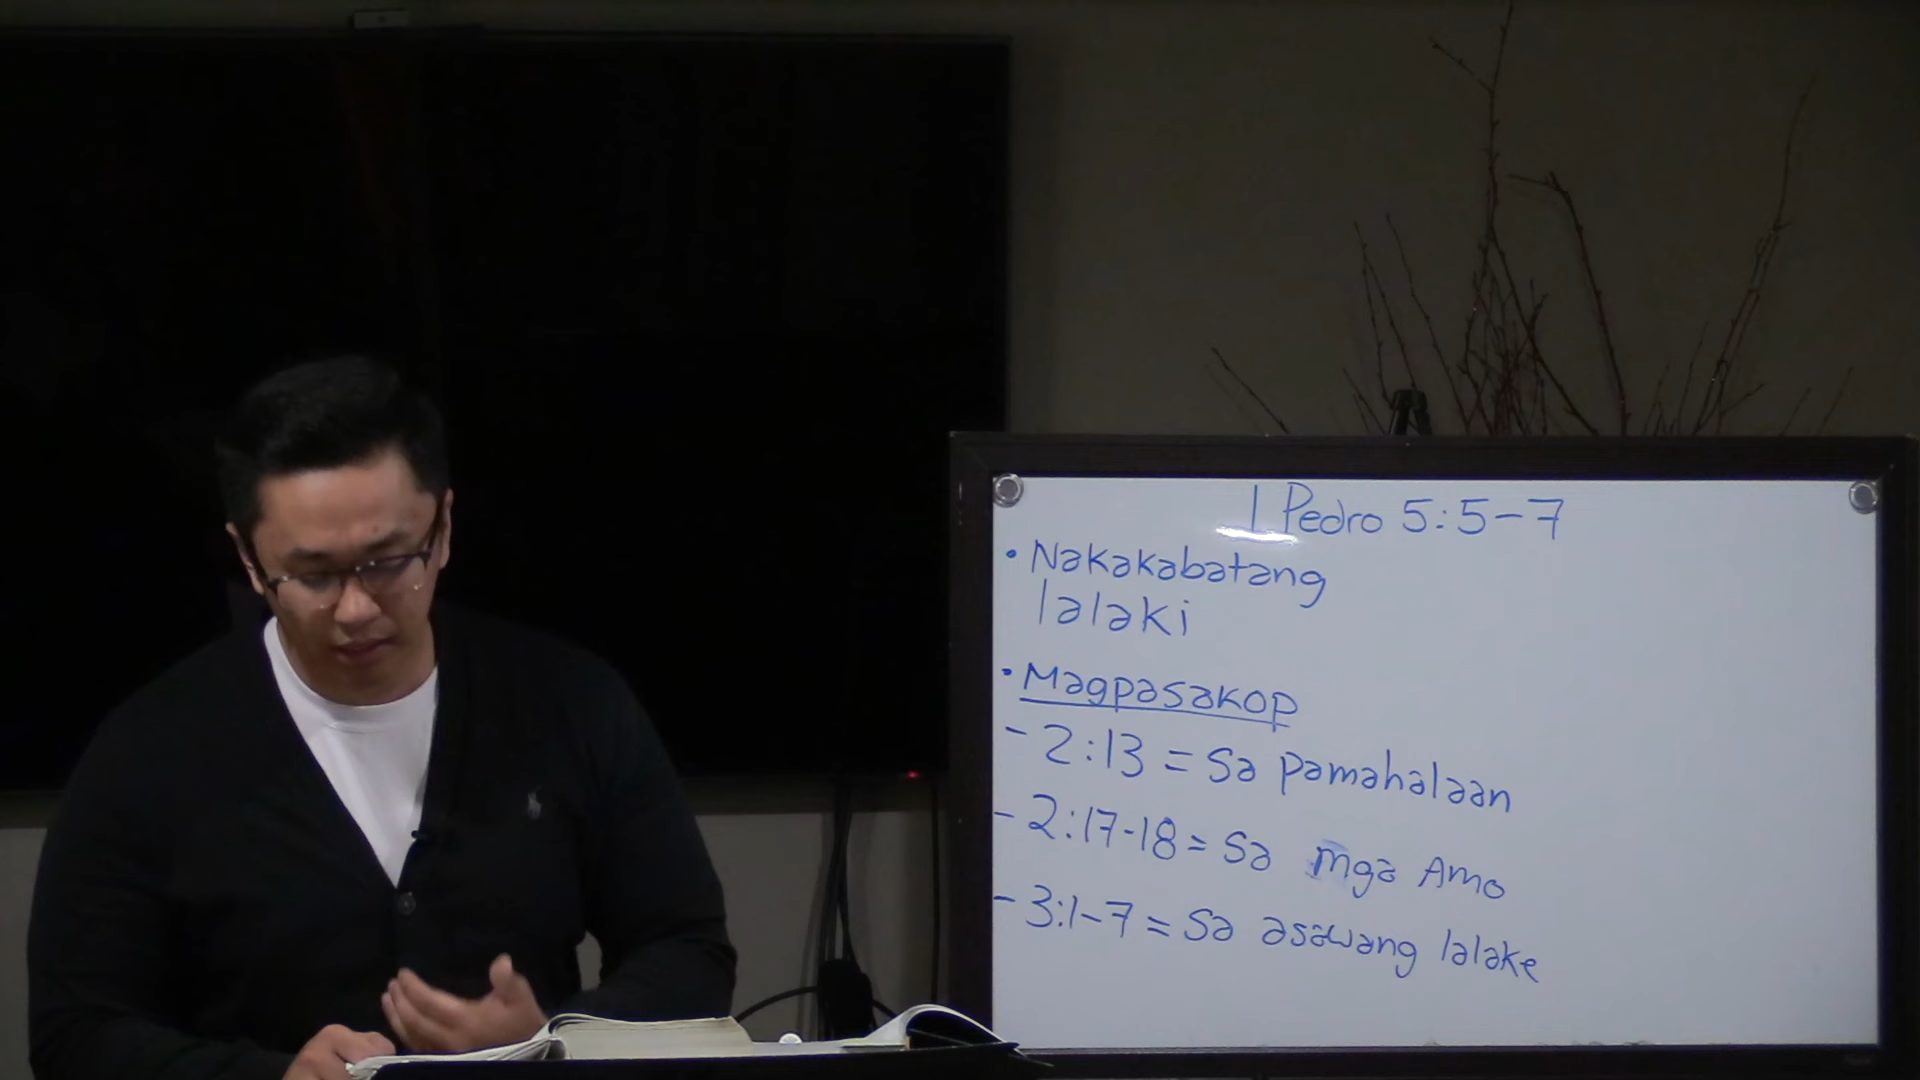 1 Pedro 5:5-7
• Nakakabatang
lalaki
• Magpasakop
- 2:13 = Sa pamahalaan
- 2:17-18 = Sa mga Amo
- 3:1-7 = Sa asawang lalake